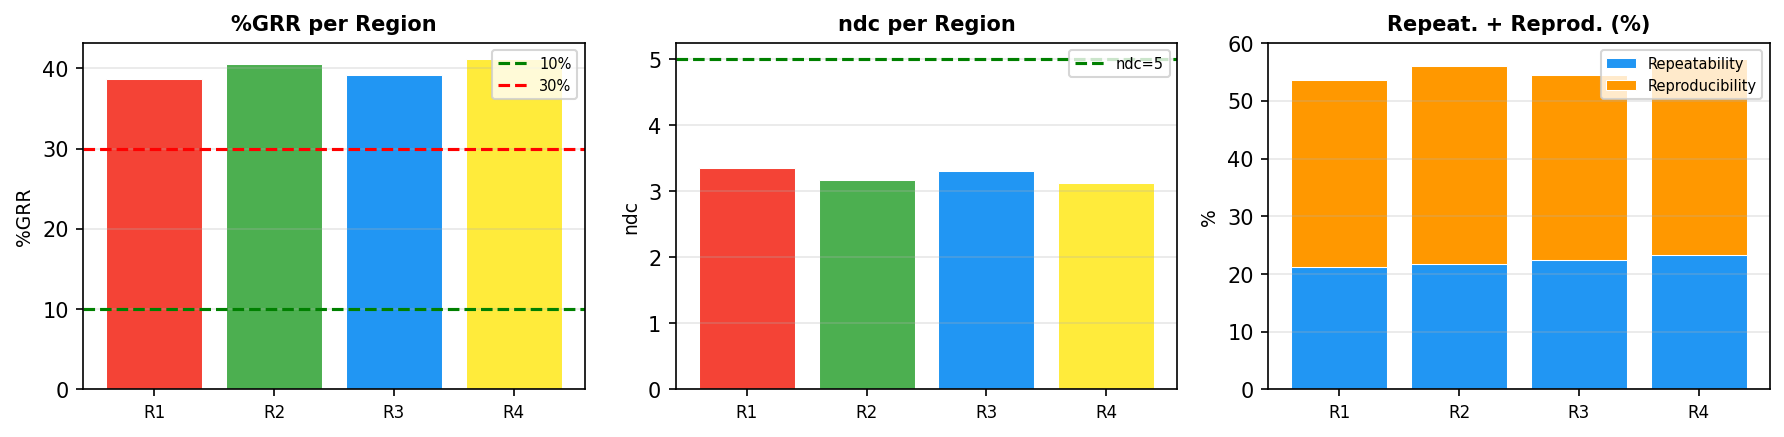 %GRR per Region
%GRR
40
30
20
10
0
R1 R2 R3 R4
10%
30%
ndc per Region
ndc
5
4
3
2
1
0
R1 R2 R3 R4
ndc=5
Repeat. + Reprod. (%)
%
60
50
40
30
20
10
0
R1 R2 R3 R4
Repeatability
Reproducibility